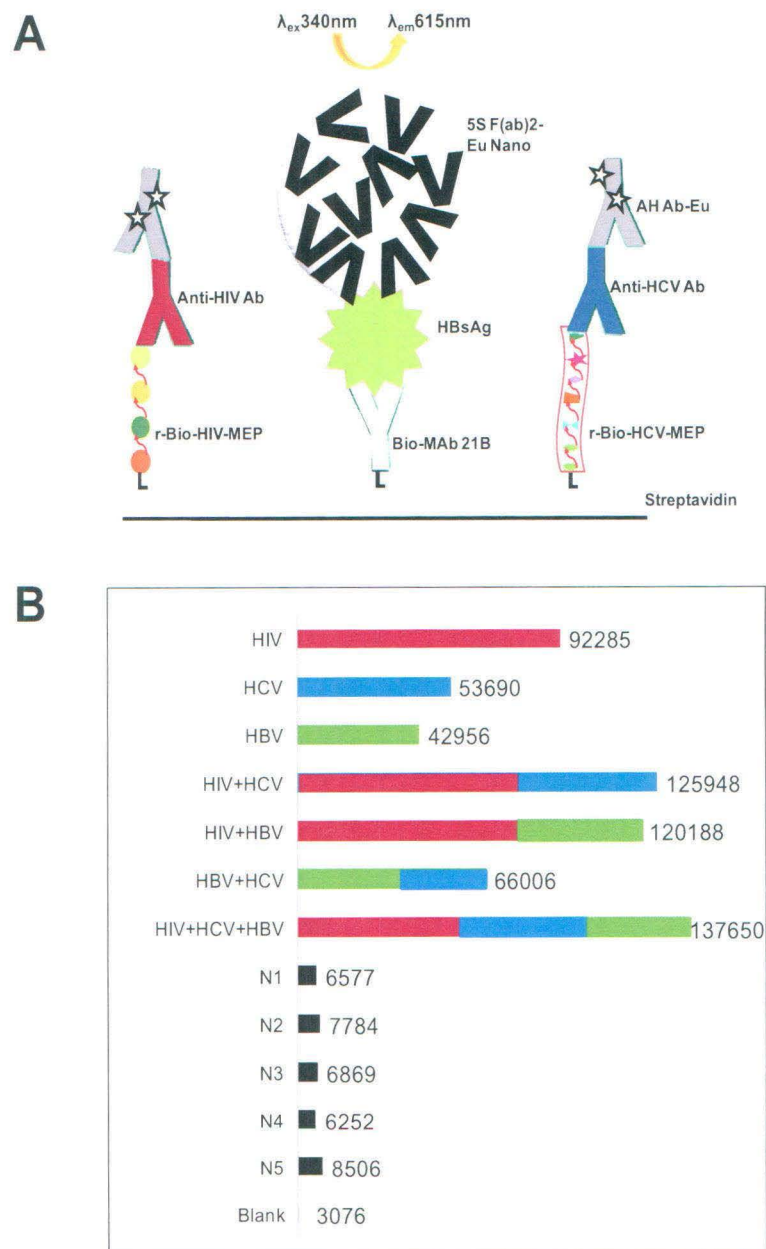 A
λex340nm λem615nm
5S F(ab)2-
Eu Nano
AH Ab-Eu
Anti-HIV Ab
Anti-HCV Ab
HBsAg
r-Bio-HIV-MEP
Bio-MAb 21B
r-Bio-HCV-MEP
L L L
Streptavidin
B
HIV 92285
HCV 53690
HBV 42956
HIV+HCV 125948
HIV+HBV 120188
HBV+HCV 66006
HIV+HCV+HBV 137650
N1 6577
N2 7784
N3 6869
N4 6252
N5 8506
Blank 3076